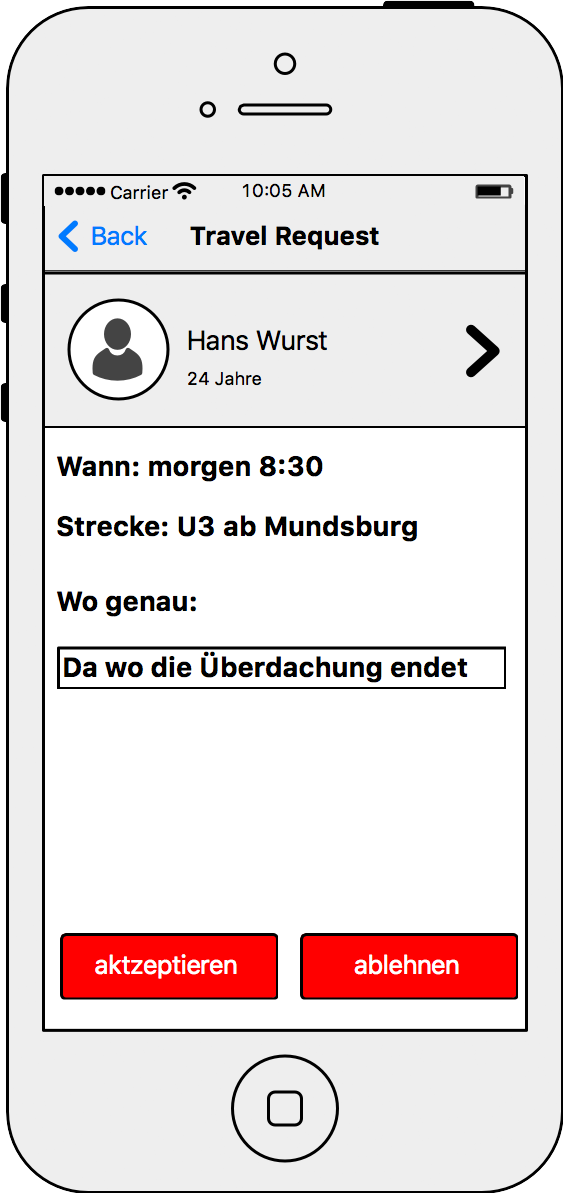 Carrier 10:05 AM
Back Travel Request
Hans Wurst
24 Jahre
Wann: morgen 8:30
Strecke: U3 ab Mundsburg
Wo genau:
Da wo die Überdachung endet
aktzeptieren ablehnen